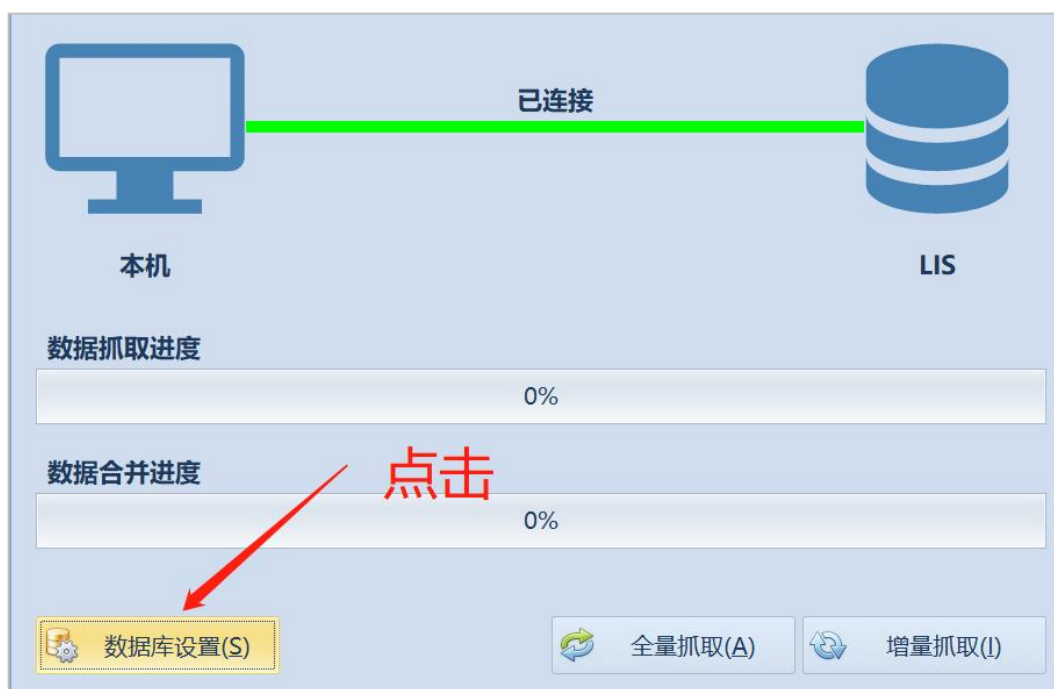 已连接
本机
LIS
数据抓取进度
0%
数据合并进度
点击
0%
数据库设置(S)
全量抓取(A)
增量抓取(I)